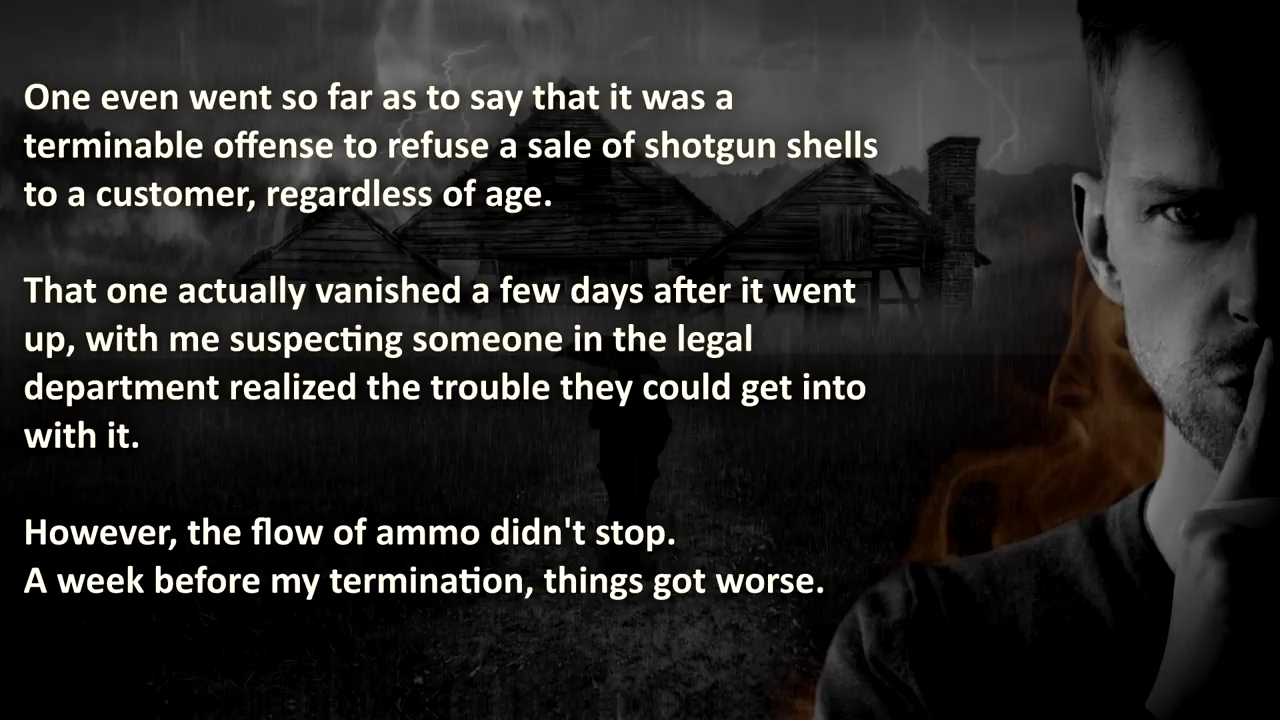 One even went so far as to say that it was a
terminable offense to refuse a sale of shotgun shells
to a customer, regardless of age.
That one actually vanished a few days after it went
up, with me suspecting someone in the legal
department realized the trouble they could get into
with it.
However, the flow of ammo didn't stop.
A week before my termination, things got worse.